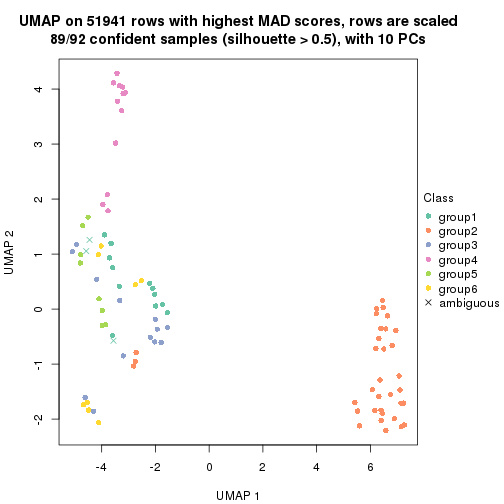 UMAP on 51941 rows with highest MAD scores, rows are scaled
89/92 confident samples (silhouette > 0.5), with 10 PCs
4
3
2
1
0
-1
-2
UMAP 2
-4
-2
0
2
4
6
UMAP 1
Class
group1
group2
group3
group4
group5
group6
ambiguous